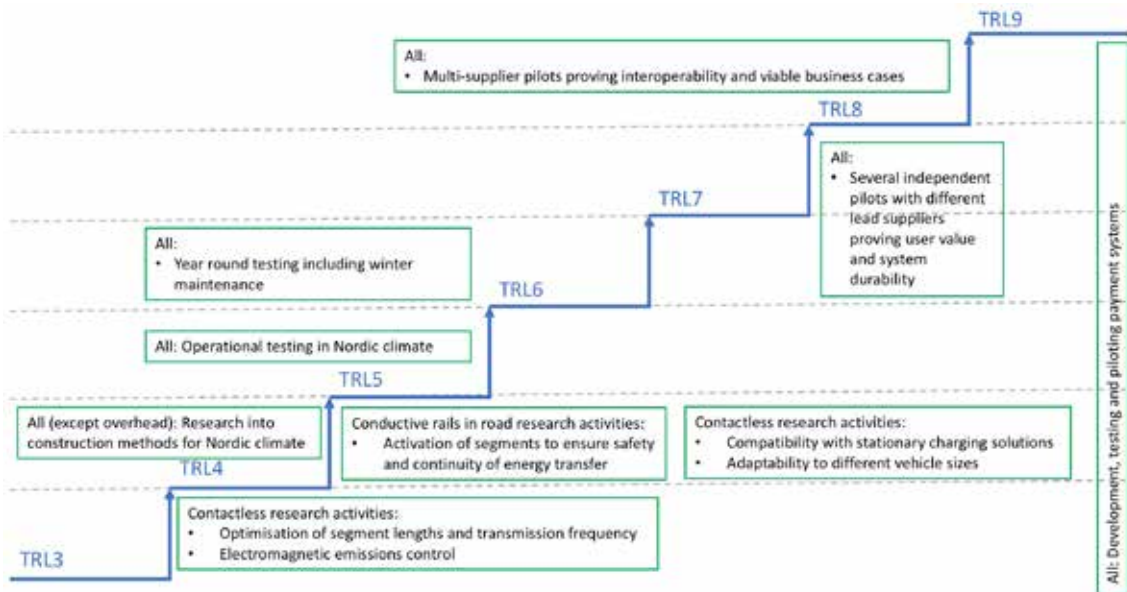 TRL9
All:
• Multi-supplier pilots proving interoperability and viable business cases
TRL8
All:
• Several independent
pilots with different
lead suppliers
proving user value
and system
durability
TRL7
All:
• Year round testing including winter
maintenance
TRL6
All: Operational testing in Nordic climate
TRL5
All (except overhead): Research into
construction methods for Nordic climate
Conductive rails in road research activities:
• Activation of segments to ensure safety
and continuity of energy transfer
Contactless research activities:
• Compatibility with stationary charging solutions
• Adaptability to different vehicle sizes
TRL4
Contactless research activities:
• Optimisation of segment lengths and transmission frequency
• Electromagnetic emissions control
TRL3
All: Development, testing and piloting payment systems